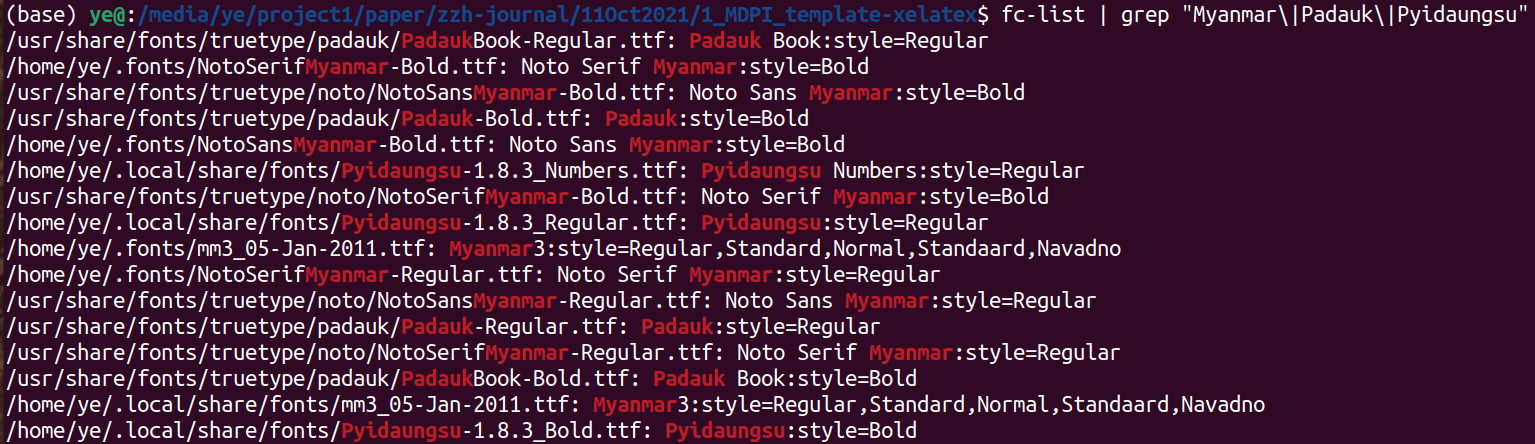 (base) ye@:/media/ye/project1/paper/zzh-journal/11Oct2021/1_MDPI_template-xelatex$ fc-list | grep "Myanmar\|Padauk\|Pyidaungsu"
/usr/share/fonts/truetype/padauk/PadaukBook-Regular.ttf: Padauk Book:style=Regular
/home/ye/.fonts/NotoSerifMyanmar-Bold.ttf: Noto Serif Myanmar:style=Bold
/usr/share/fonts/truetype/noto/NotoSansMyanmar-Bold.ttf: Noto Sans Myanmar:style=Bold
/usr/share/fonts/truetype/padauk/Padauk-Bold.ttf: Padauk:style=Bold
/home/ye/.fonts/NotoSansMyanmar-Bold.ttf: Noto Sans Myanmar:style=Bold
/home/ye/.local/share/fonts/Pyidaungsu-1.8.3_Numbers.ttf: Pyidaungsu Numbers:style=Regular
/usr/share/fonts/truetype/noto/NotoSerifMyanmar-Bold.ttf: Noto Serif Myanmar:style=Bold
/home/ye/.local/share/fonts/Pyidaungsu-1.8.3_Regular.ttf: Pyidaungsu:style=Regular
/home/ye/.fonts/mm3_05-Jan-2011.ttf: Myanmar3:style=Regular,Standard,Normal,Standaard,Navadno
/home/ye/.fonts/NotoSerifMyanmar-Regular.ttf: Noto Serif Myanmar:style=Regular
/usr/share/fonts/truetype/noto/NotoSansMyanmar-Regular.ttf: Noto Sans Myanmar:style=Regular
/usr/share/fonts/truetype/padauk/Padauk-Regular.ttf: Padauk:style=Regular
/usr/share/fonts/truetype/noto/NotoSerifMyanmar-Regular.ttf: Noto Serif Myanmar:style=Regular
/usr/share/fonts/truetype/padauk/PadaukBook-Bold.ttf: Padauk Book:style=Bold
/home/ye/.local/share/fonts/mm3_05-Jan-2011.ttf: Myanmar3:style=Regular,Standard,Normal,Standaard,Navadno
/home/ye/.local/share/fonts/Pyidaungsu-1.8.3_Bold.ttf: Pyidaungsu:style=Bold